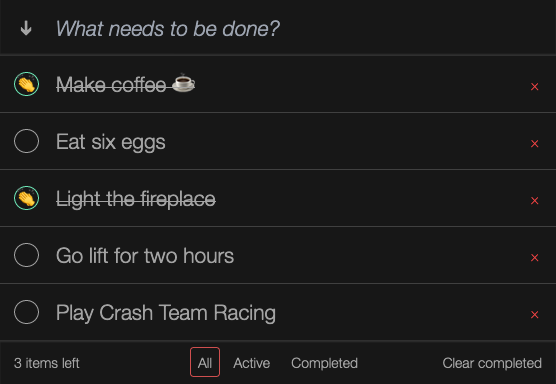 What needs to be done?
Make coffee ☕
Eat six eggs
Light the fireplace
Go lift for two hours
Play Crash Team Racing
3 items left All Active Completed Clear completed